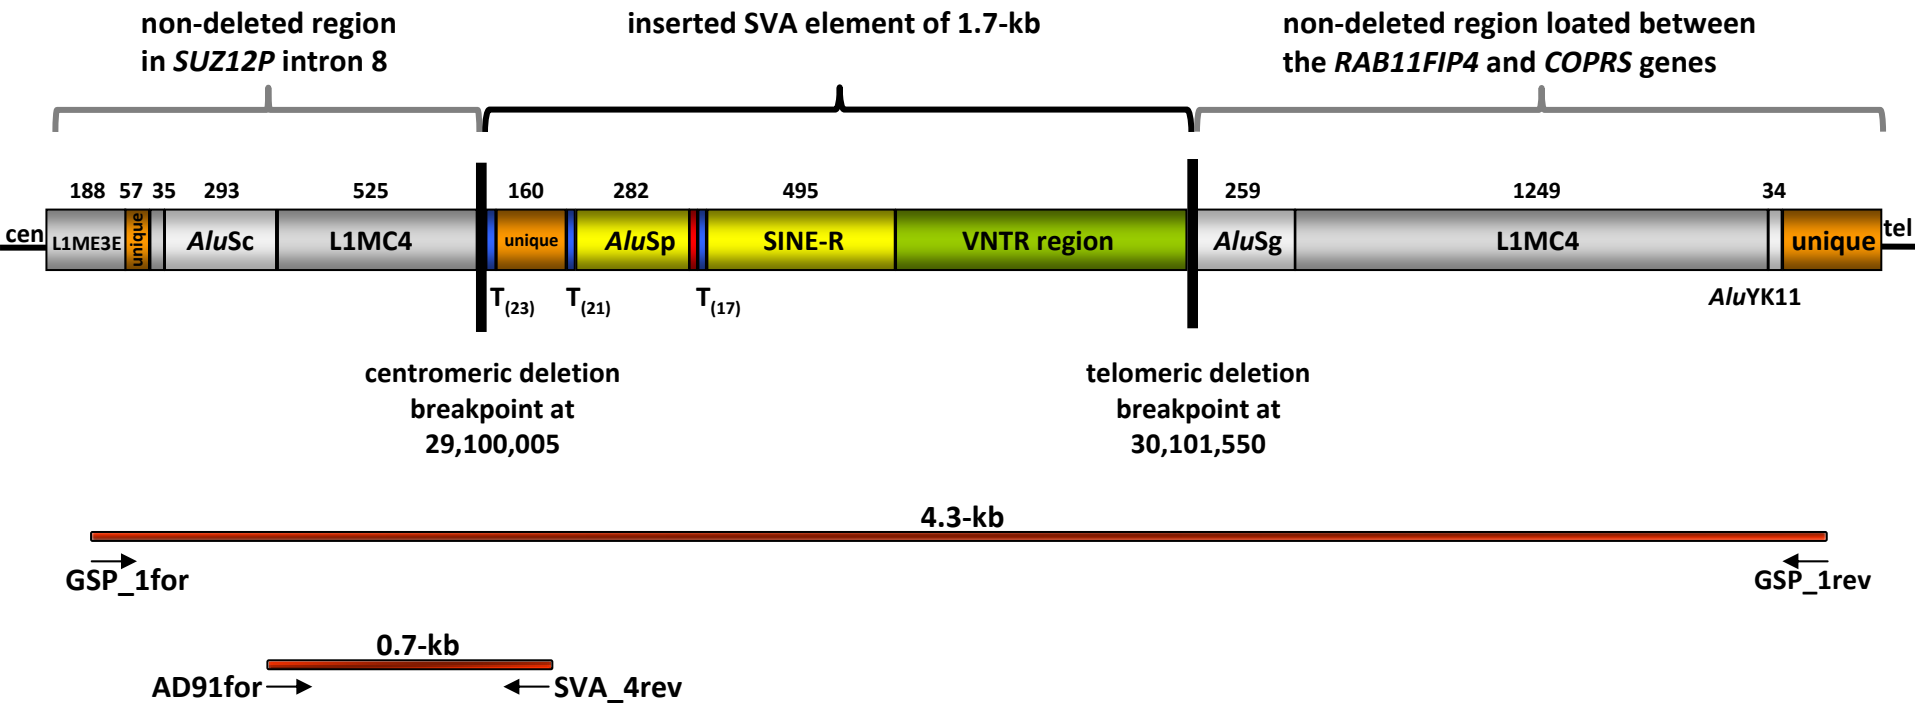 non-deleted region
in SUZ12P intron 8
inserted SVA element of 1.7-kb
non-deleted region loated between
the RAB11FIP4 and COPRS genes
188 57 35 293 525 160 282 495 259 1249 34
cen L1ME3E unique AluSc L1MC4 unique AluSp SINE-R VNTR region AluSg L1MC4 unique tel
T(23) T(21) T(17) AluYK11
centromeric deletion
breakpoint at
29,100,005
telomeric deletion
breakpoint at
30,101,550
4.3-kb
GSP_1for GSP_1rev
0.7-kb
AD91for SVA_4rev